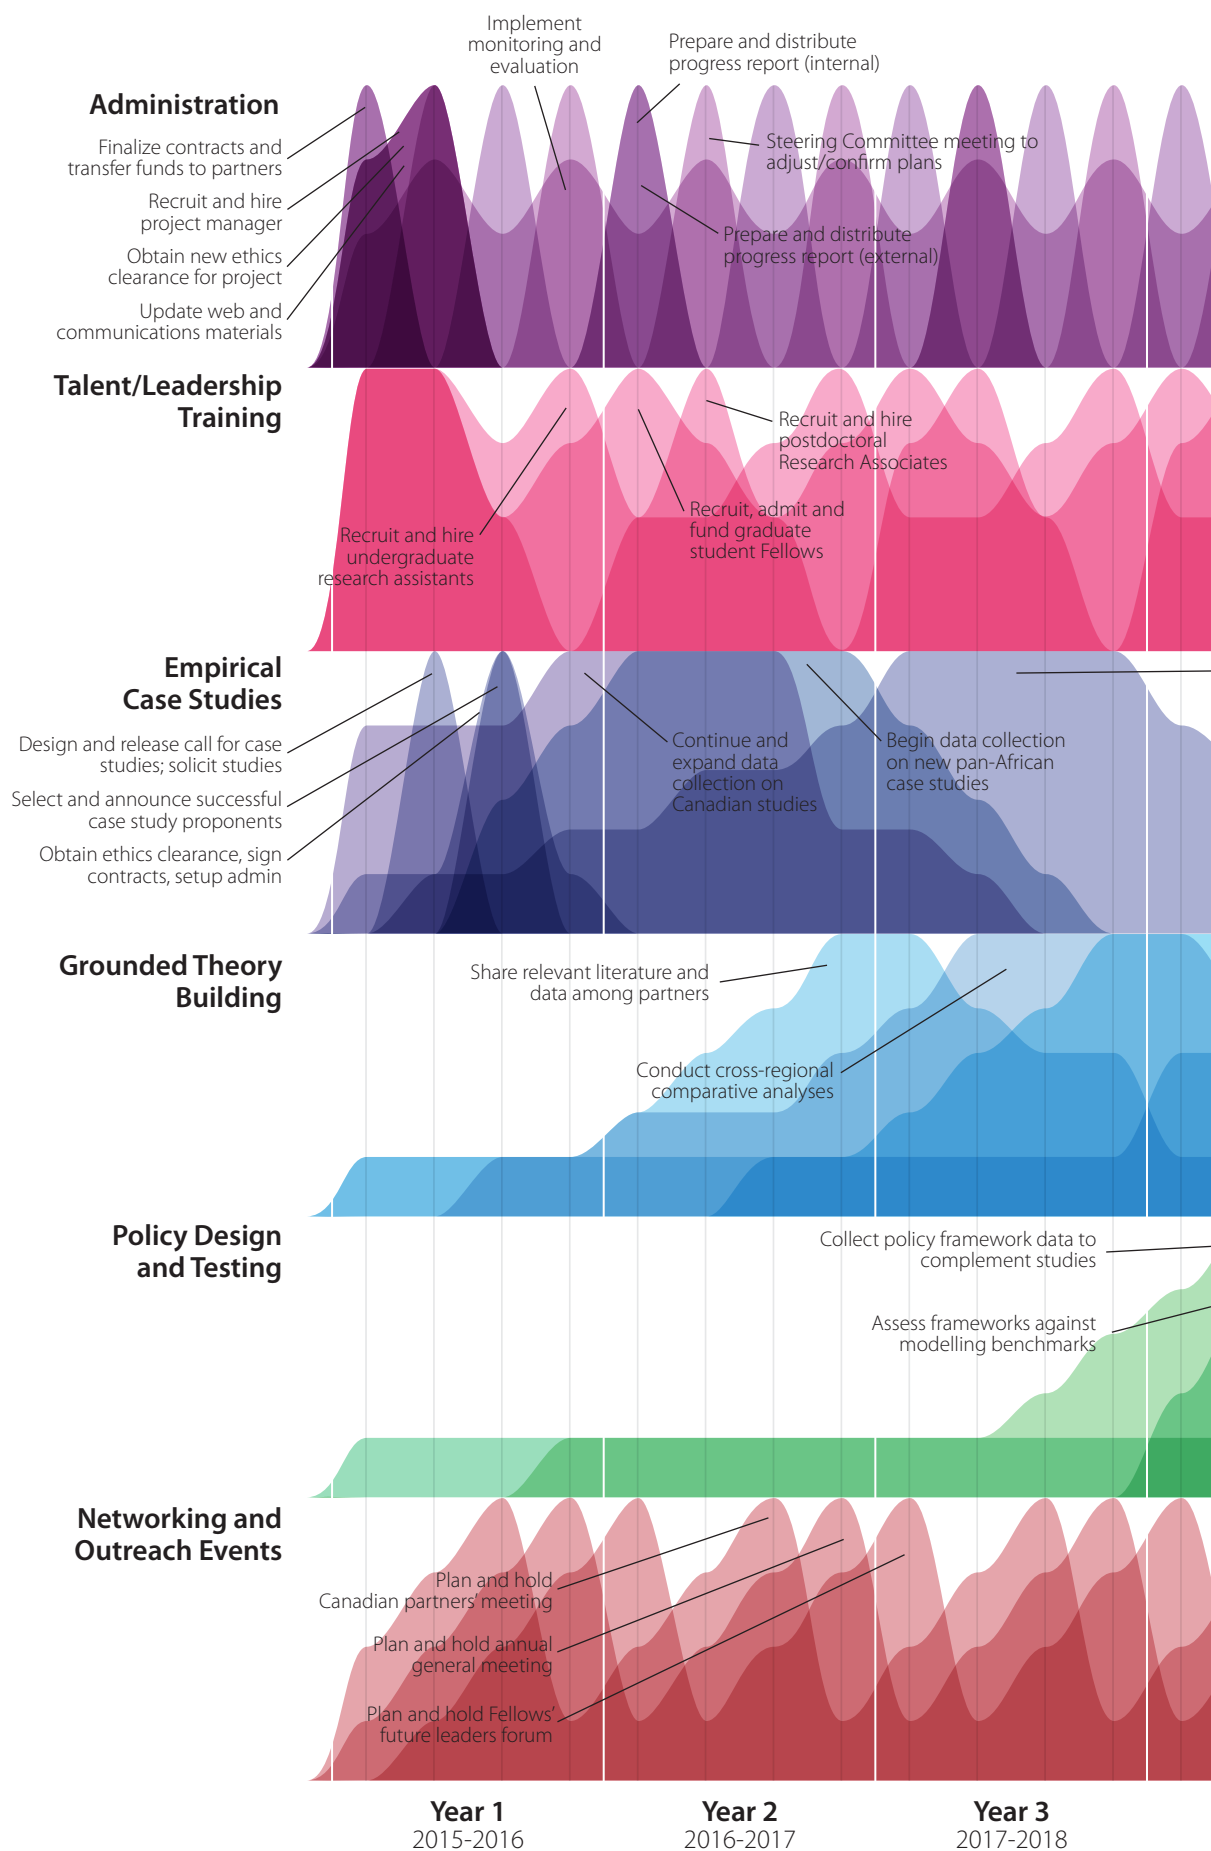 Implement
monitoring and
evaluation
Prepare and distribute
progress report (internal)
Administration
Finalize contracts and
transfer funds to partners
Recruit and hire
project manager
Obtain new ethics
clearance for project
Update web and
communications materials
Steering Committee meeting to
adjust/confirm plans
Prepare and distribute
progress report (external)
Talent/Leadership
Training
Recruit and hire
postdoctoral
Research Associates
Recruit, admit and
fund graduate
student Fellows
Recruit and hire
undergraduate
research assistants
Empirical
Case Studies
Design and release call for case
studies; solicit studies
Select and announce successful
case study proponents
Obtain ethics clearance, sign
contracts, setup admin
Continue and
expand data
collection on
Canadian studies
Begin data collection
on new pan-African
case studies
Grounded Theory
Building
Share relevant literature and
data among partners
Conduct cross-regional
comparative analyses
Policy Design
and Testing
Collect policy framework data to
complement studies
Assess frameworks against
modelling benchmarks
Networking and
Outreach Events
Plan and hold
Canadian partners' meeting
Plan and hold annual
general meeting
Plan and hold Fellows'
future leaders forum
Year 1
2015-2016
Year 2
2016-2017
Year 3
2017-2018